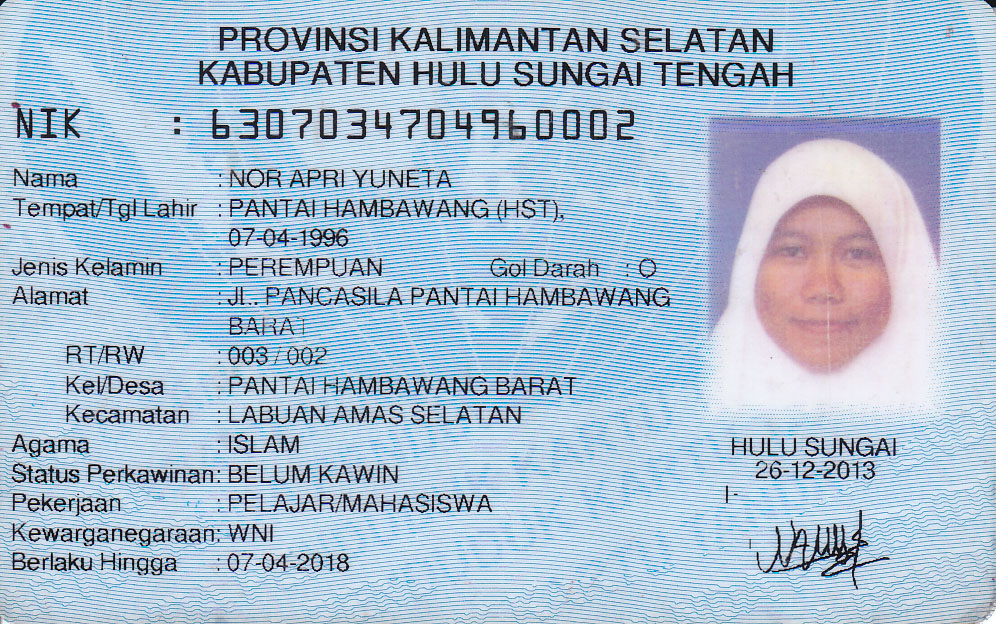 PROVINSI KALIMANTAN SELATAN
KABUPATEN HULU SUNGAI TENGAH
NIK : 6307034704960002
Nama : NOR APRI YUNETA
Tempat/Tgl Lahir : PANTAI HAMBAWANG (HST),
07-04-1996
Jenis Kelamin : PEREMPUAN Gol Darah : O
Alamat : Jl.. PANCASILA PANTAI HAMBAWANG
BARAT
RT/RW : 003 / 002
Kel/Desa : PANTAI HAMBAWANG BARAT
Kecamatan : LABUAN AMAS SELATAN
Agama : ISLAM
Status Perkawinan: BELUM KAWIN
Pekerjaan : PELAJAR/MAHASISWA
Kewarganegaraan: WNI
Berlaku Hingga : 07-04-2018
HULU SUNGAI
26-12-2013